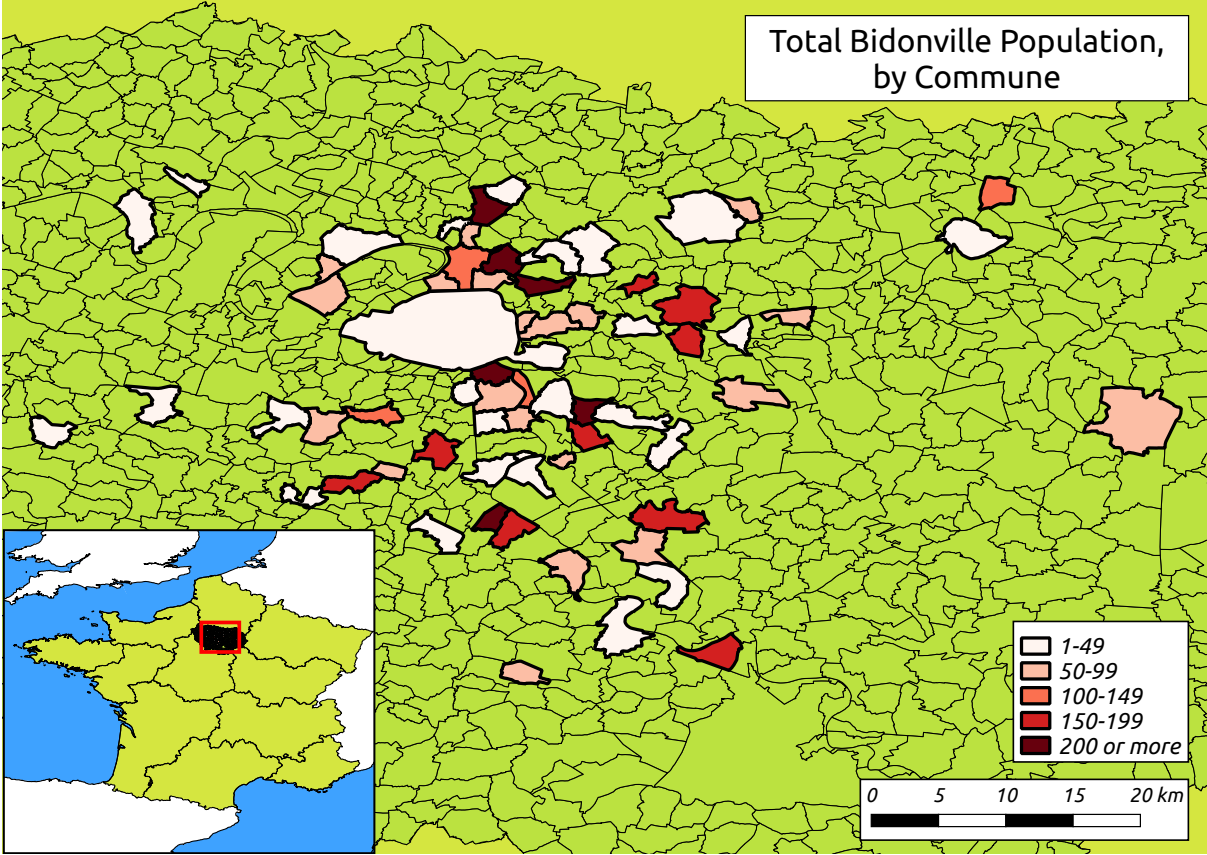 Total Bidonville Population,
by Commune
1-49
50-99
100-149
150-199
200 or more
0 5 10 15 20 km